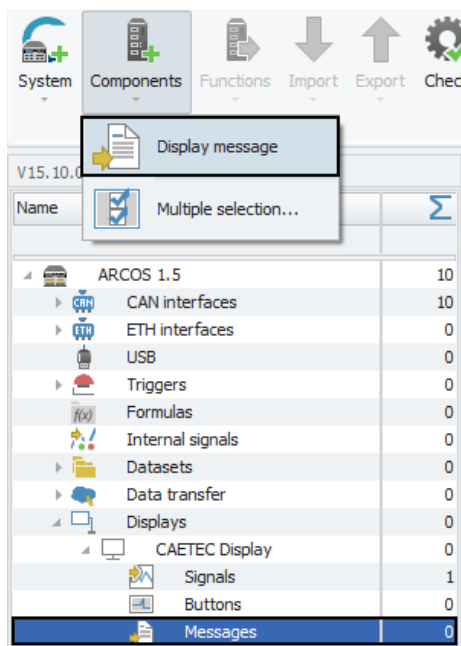 System Components Functions Import Export Chec
Display message
V15.10.0
Multiple selection...
Name Σ
ARCOS 1.5 10
CAN CAN interfaces 10
ETH ETH interfaces 0
USB 0
Triggers 0
f(x) Formulas 0
Internal signals 0
Datasets 0
Data transfer 0
Displays 0
CAETEC Display 0
Signals 1
Buttons 0
Messages 0